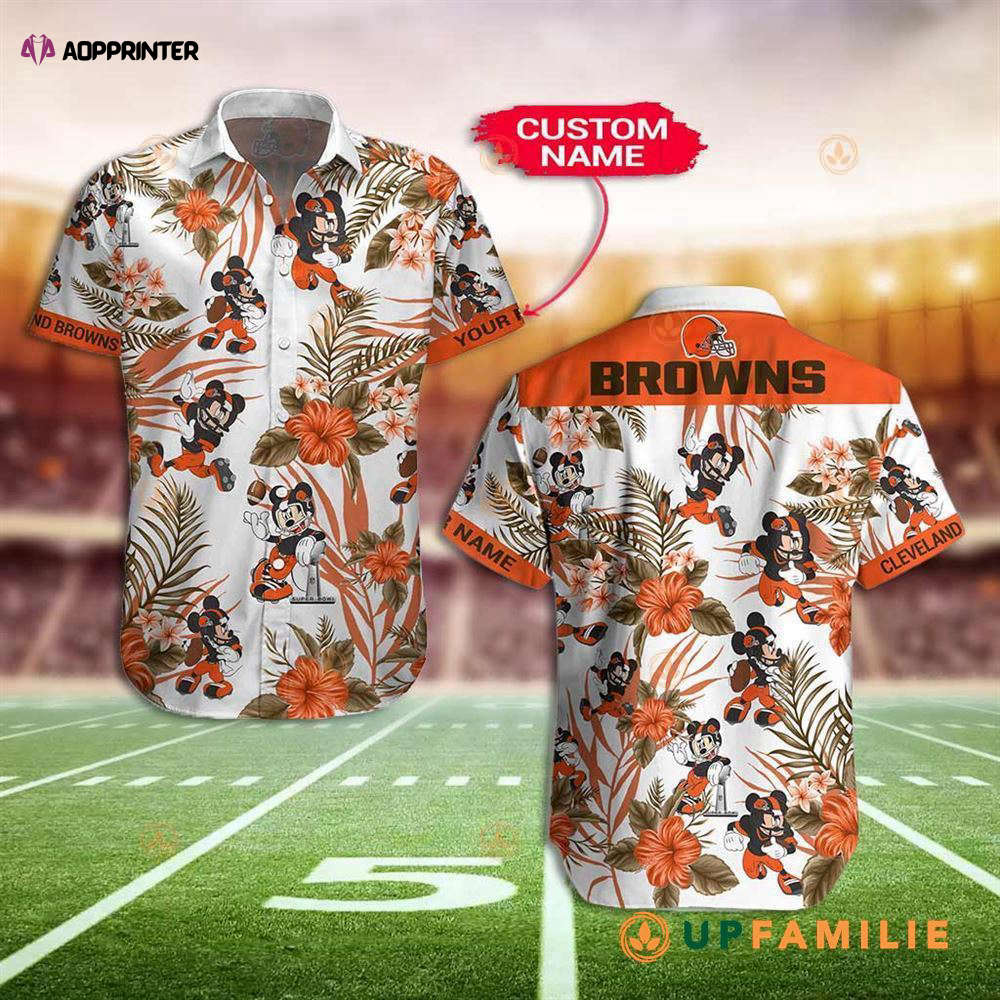 AOPPRINTER
CUSTOM
NAME
ND BROWNS
YOUR
BROWNS
NAME
CLEVELAND
SUPER BOWL
5
UPFAMILIE